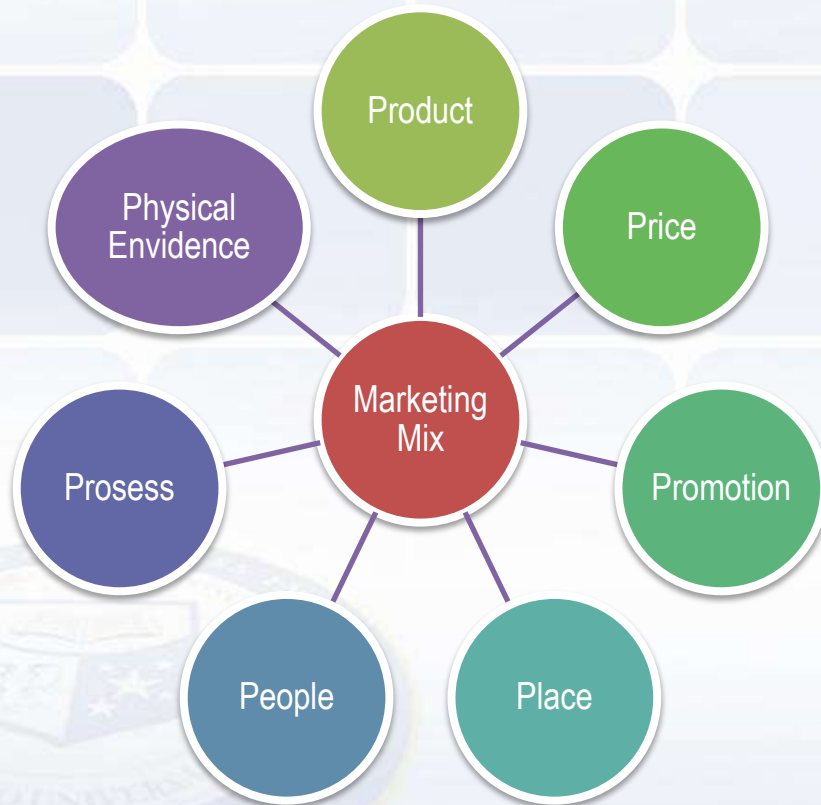 Product
Price
Promotion
Place
People
Prosess
Physical
Envidence
Marketing
Mix